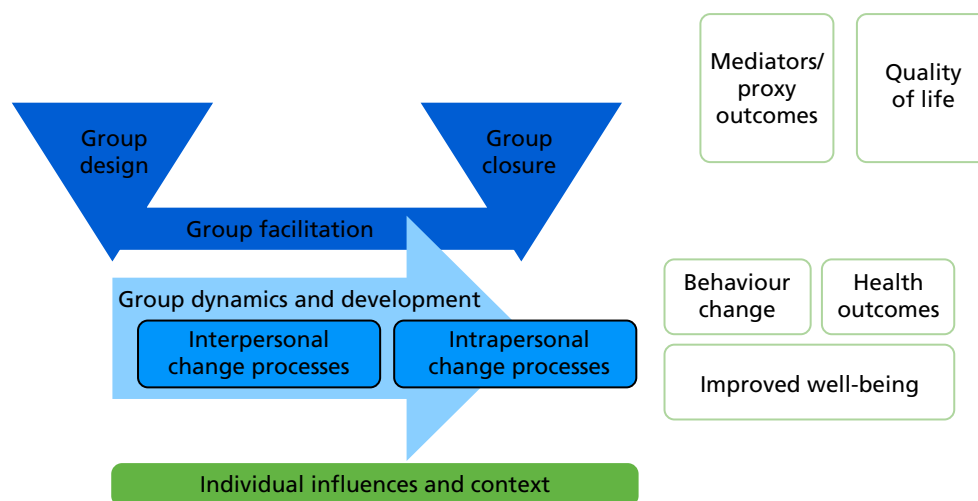 Group
design
Group
closure
Group facilitation
Group dynamics and development
Interpersonal
change processes
Intrapersonal
change processes
Individual influences and context
Mediators/
proxy
outcomes
Quality
of life
Behaviour
change
Health
outcomes
Improved well-being